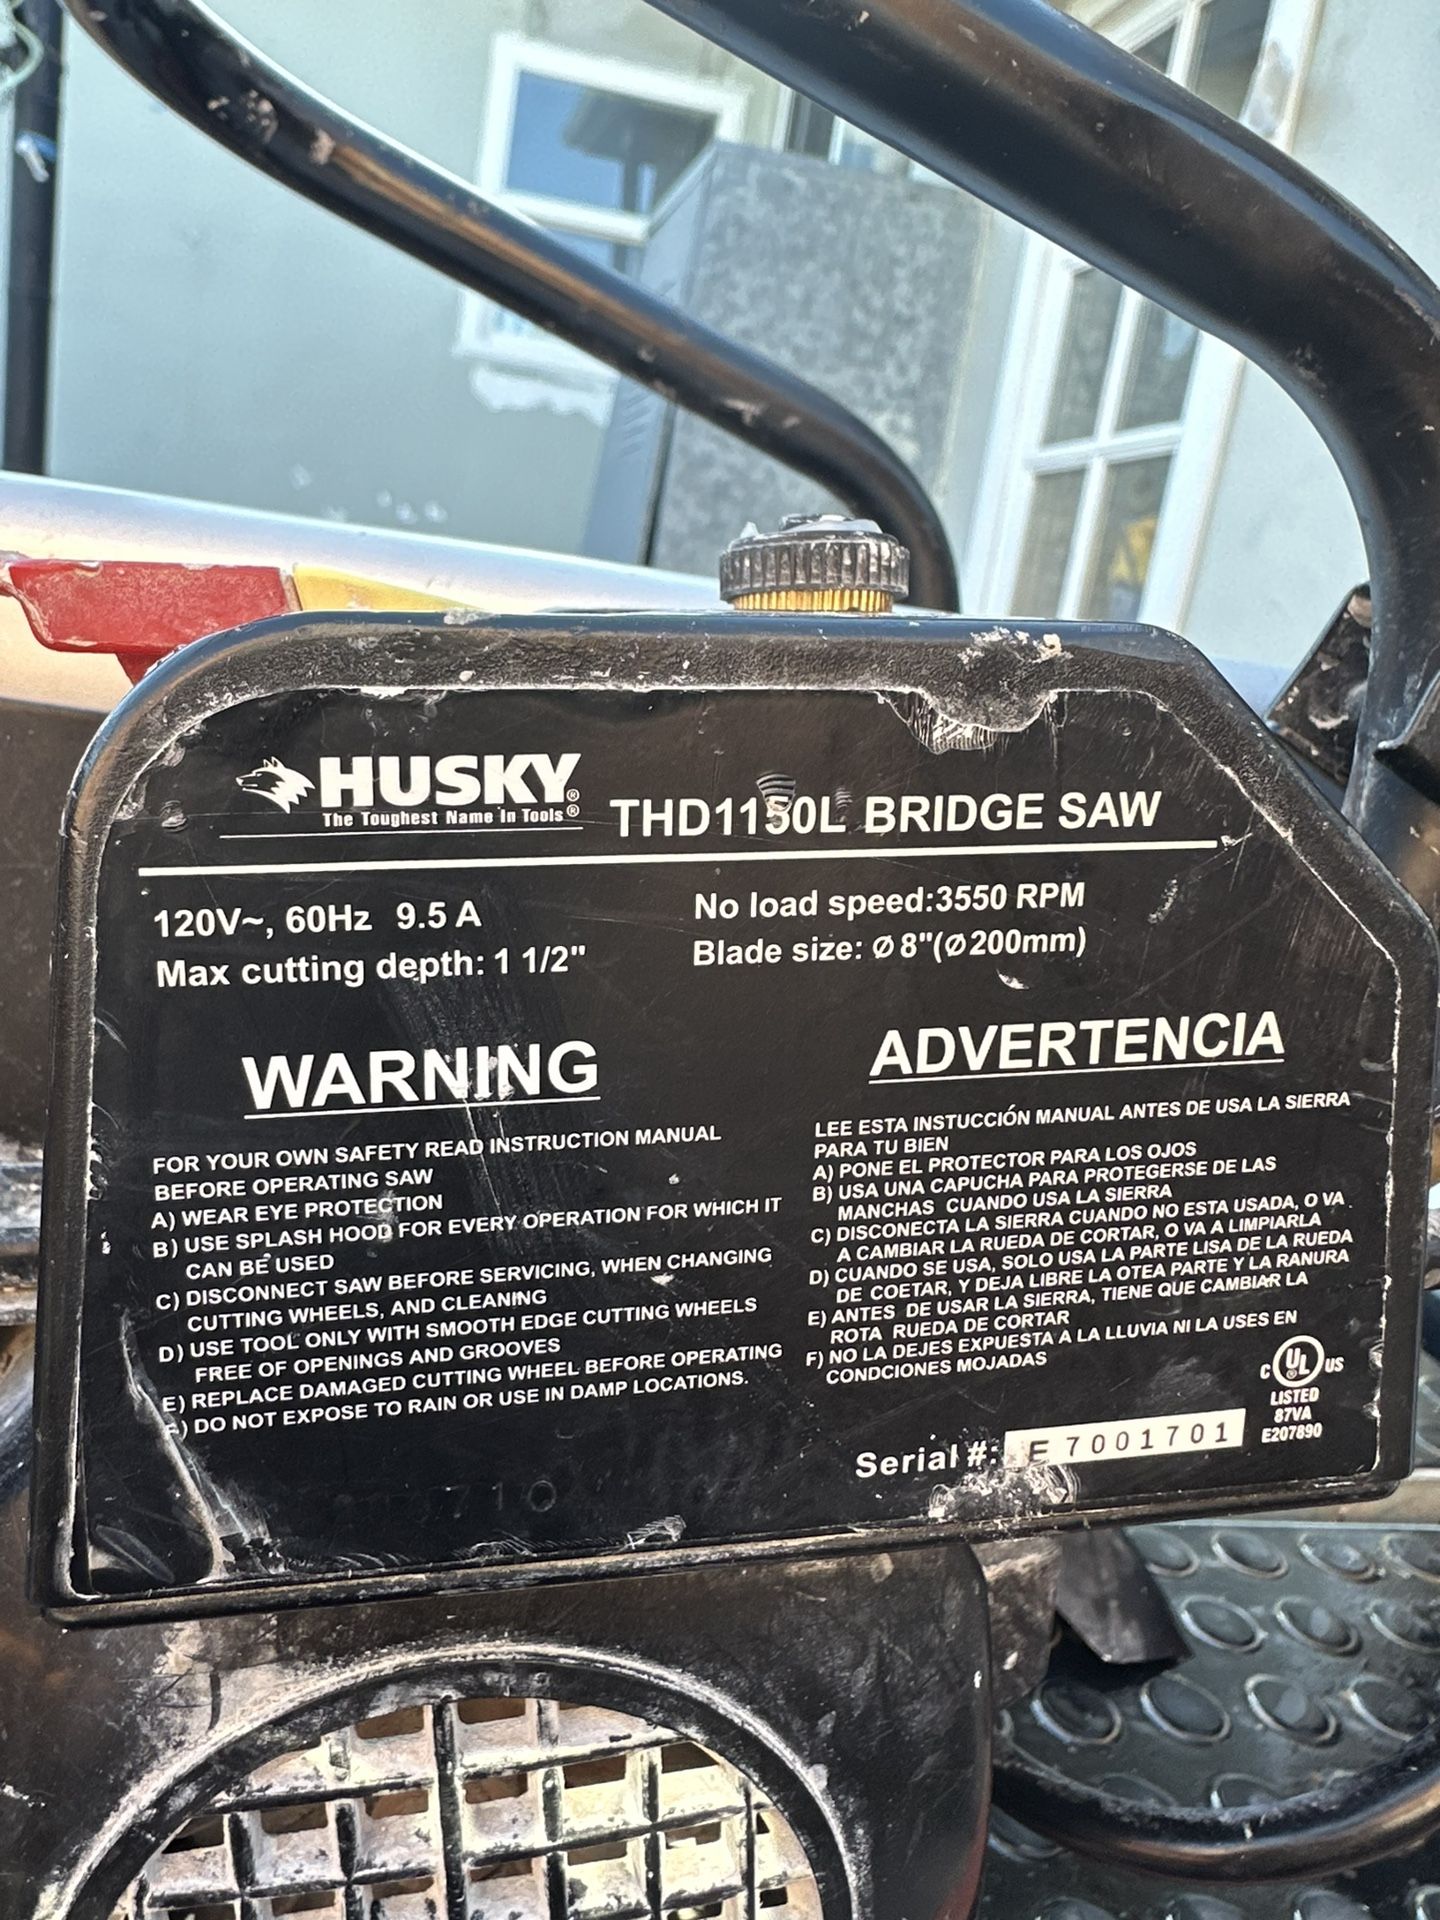 HUSKY®
The Toughest Name In Tools®
THD1150L BRIDGE SAW
120V~, 60Hz 9.5 A
No load speed:3550 RPM
Max cutting depth: 1 1/2"
Blade size: Ø 8"(Ø200mm)
WARNING
FOR YOUR OWN SAFETY READ INSTRUCTION MANUAL
BEFORE OPERATING SAW
A) WEAR EYE PROTECTION
B) USE SPLASH HOOD FOR EVERY OPERATION FOR WHICH IT
CAN BE USED
C) DISCONNECT SAW BEFORE SERVICING, WHEN CHANGING
CUTTING WHEELS, AND CLEANING
D) USE TOOL ONLY WITH SMOOTH EDGE CUTTING WHEELS
FREE OF OPENINGS AND GROOVES
E) REPLACE DAMAGED CUTTING WHEEL BEFORE OPERATING
) DO NOT EXPOSE TO RAIN OR USE IN DAMP LOCATIONS.
ADVERTENCIA
LEE ESTA INSTUCCIÓN MANUAL ANTES DE USA LA SIERRA
PARA TU BIEN
A) PONE EL PROTECTOR PARA LOS OJOS
B) USA UNA CAPUCHA PARA PROTEGERSE DE LAS
MANCHAS CUANDO USA LA SIERRA
C) DISCONECTA LA SIERRA CUANDO NO ESTA USADA, O VA
A CAMBIAR LA RUEDA DE CORTAR, O VA A LIMPIARLA
D) CUANDO SE USA, SOLO USA LA PARTE LISA DE LA RUEDA
DE COETAR, Y DEJA LIBRE LA OTEA PARTE Y LA RANURA
E) ANTES DE USAR LA SIERRA, TIENE QUE CAMBIAR LA
ROTA RUEDA DE CORTAR
F) NO LA DEJES EXPUESTA A LA LLUVIA NI LA USES EN
CONDCIONES MOJADAS
C UL® US
LISTED
87VA
E207890
Serial #: E7001701